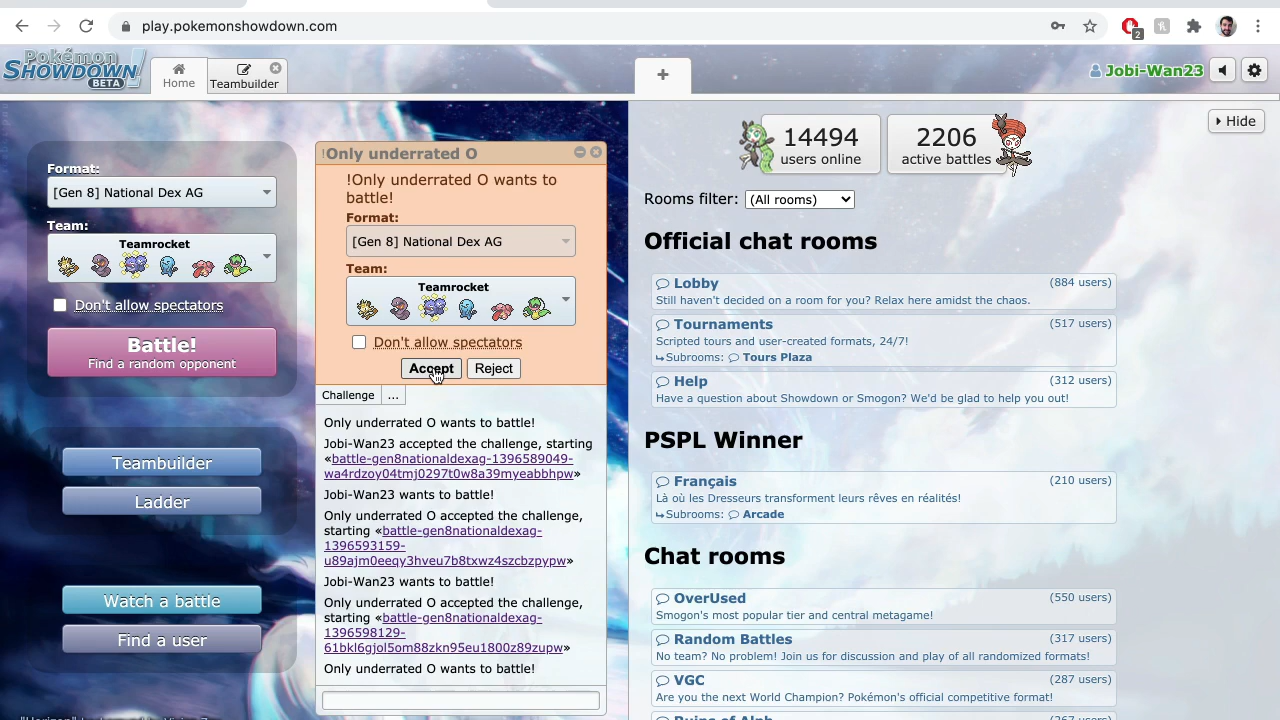 play.pokemonshowdown.com
2
Pokémon
SHOWDOWN!
BETA
Home
Teambuilder
+
Jobi-Wan23
Format:
[Gen 8] National Dex AG
Team:
Teamrocket
Don't allow spectators
Battle!
Find a random opponent
Teambuilder
Ladder
Watch a battle
Find a user
!Only underrated O
!Only underrated O wants to
battle!
Format:
[Gen 8] National Dex AG
Team:
Teamrocket
Don't allow spectators
Accept
Reject
Challenge
...
Only underrated O wants to battle!
Jobi-Wan23 accepted the challenge, starting
«battle-gen8nationaldexag-1396589049-
wa4rdzoy04tmj0297t0w8a39myeabbhpw»
Jobi-Wan23 wants to battle!
Only underrated O accepted the challenge,
starting «battle-gen8nationaldexag-
1396593159-
u89ajm0eeqy3hveu7b8txwz4szcbzpypw»
Jobi-Wan23 wants to battle!
Only underrated O accepted the challenge,
starting «battle-gen8nationaldexag-
1396598129-
61bkl6gjol5om88zkn95eu1800z89zupw»
Only underrated O wants to battle!
14494
users online
2206
active battles
Hide
Rooms filter: (All rooms)
Official chat rooms
Lobby (884 users)
Still haven't decided on a room for you? Relax here amidst the chaos.
Tournaments (517 users)
Scripted tours and user-created formats, 24/7!
Subrooms: Tours Plaza
Help (312 users)
Have a question about Showdown or Smogon? We'd be glad to help you out!
PSPL Winner
Français (210 users)
Là où les Dresseurs transforment leurs rêves en réalités!
Subrooms: Arcade
Chat rooms
OverUsed (550 users)
Smogon's most popular tier and central metagame!
Random Battles (317 users)
No team? No problem! Join us for discussion and play of all randomized formats!
VGC (287 users)
Are you the next World Champion? Pokémon's official competitive format!